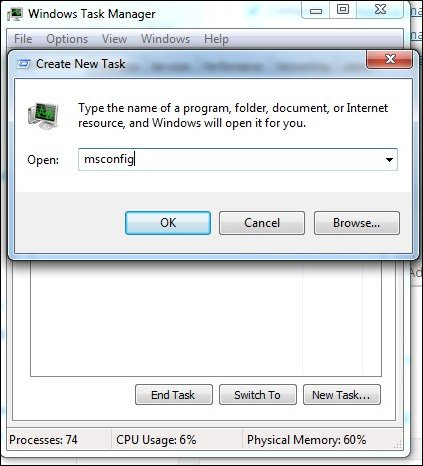 Windows Task Manager
File Options View Windows Help
Create New Task
Type the name of a program, folder, document, or Internet
resource, and Windows will open it for you.
Open: msconfig
OK Cancel Browse...
End Task Switch To New Task...
Processes: 74 CPU Usage: 6% Physical Memory: 60%